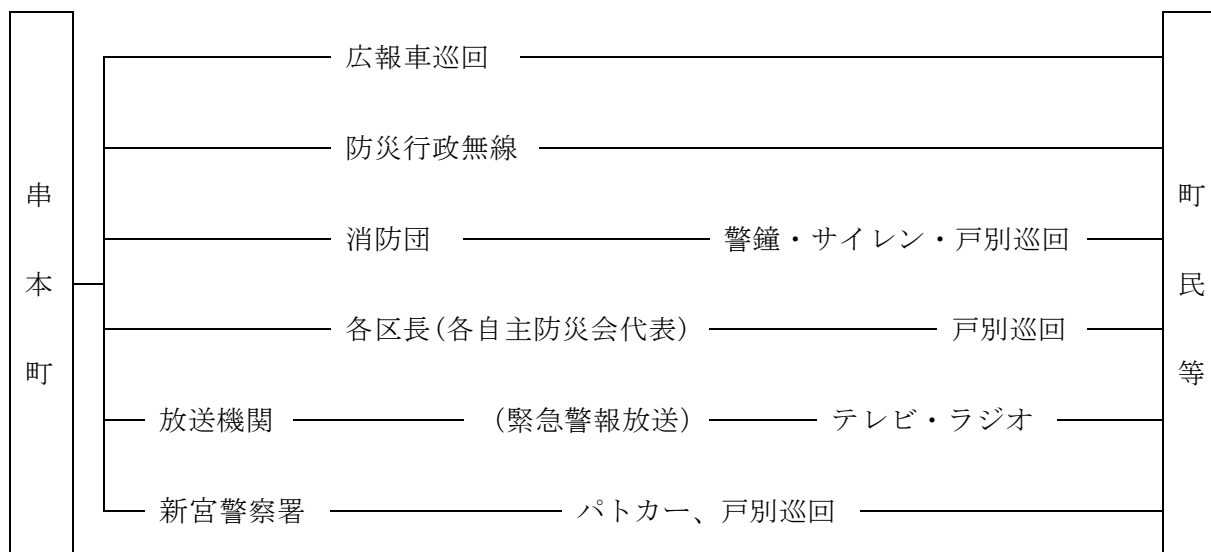 串本町
広報車巡回
防災行政無線
消防団 警鐘・サイレン・戸別巡回
各区長(各自主防災会代表) 戸別巡回
放送機関 (緊急警報放送) テレビ・ラジオ
新宮警察署 パトカー、戸別巡回
町民等